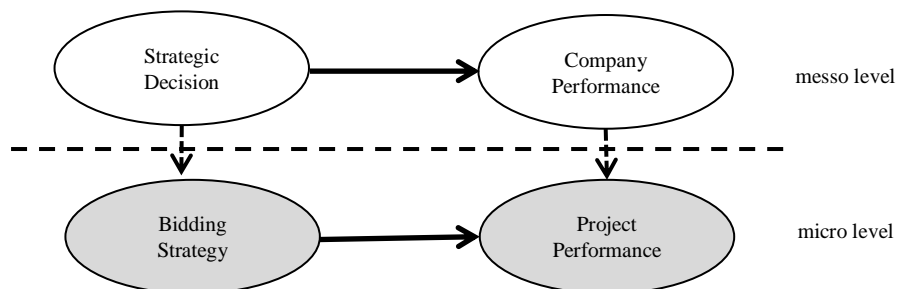 Strategic
Decision
Company
Performance
messo level
Bidding
Strategy
Project
Performance
micro level